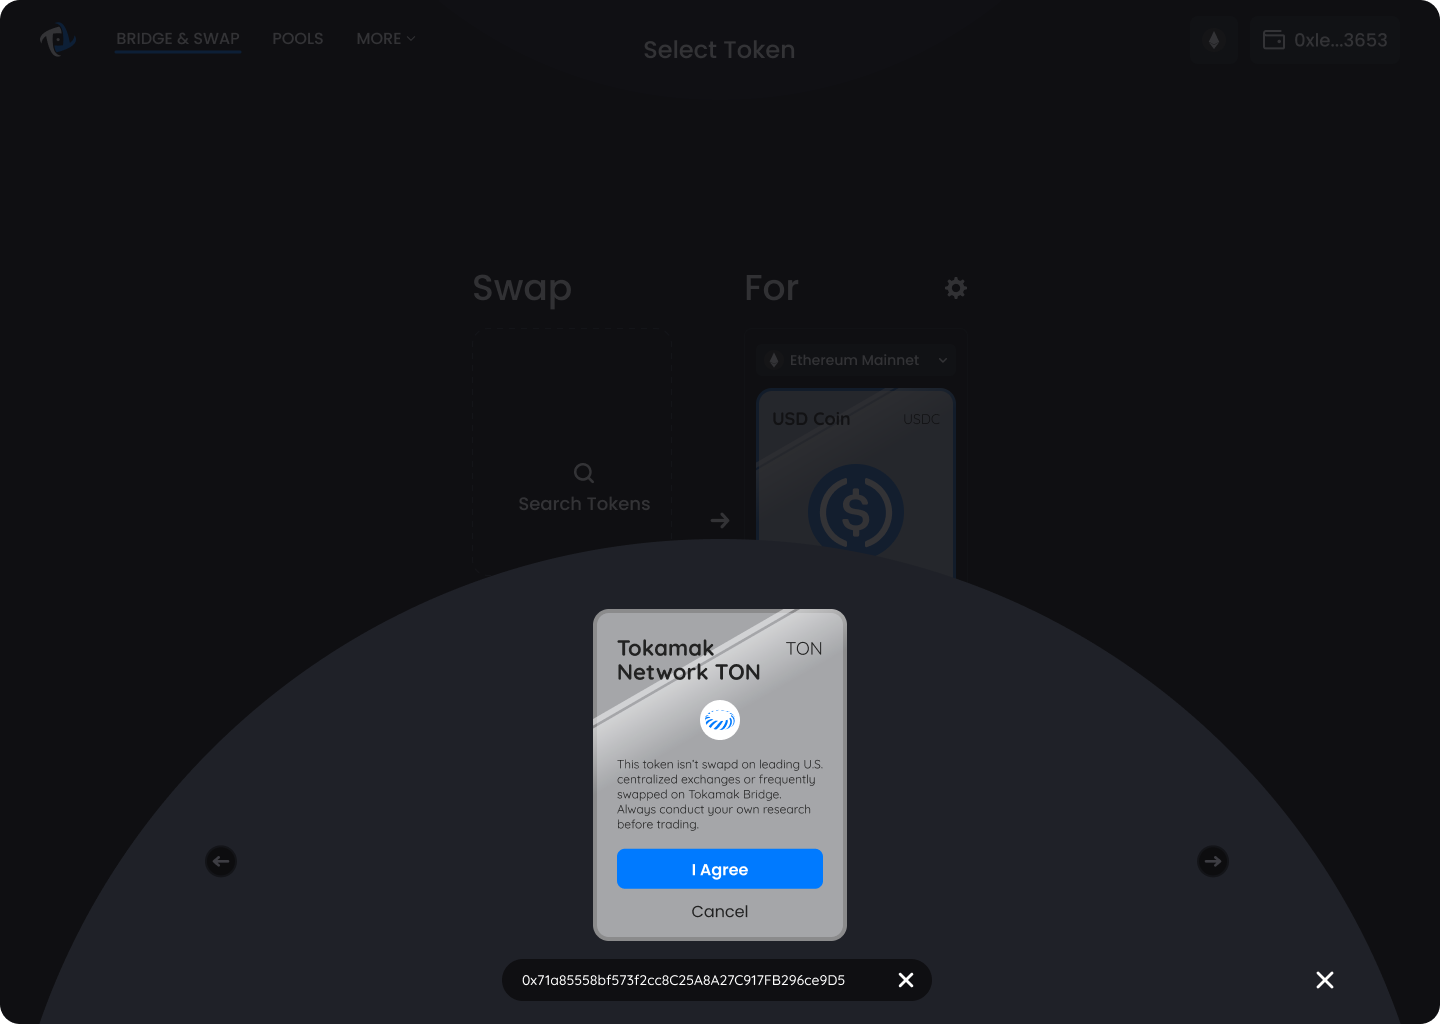 BRIDGE & SWAP
POOLS
MORE
Select Token
0xle...3653
Swap
For
Ethereum Mainnet
USD Coin
USDC
Search Tokens
Tokamak
TON
Network TON
This token isn't swapd on leading U.S.
centralized exchanges or frequently
swapped on Tokamak Bridge.
Always conduct your own research
before trading.
I Agree
Cancel
0x71a85558bf573f2cc8C25A8A27C917FB296ce9D5